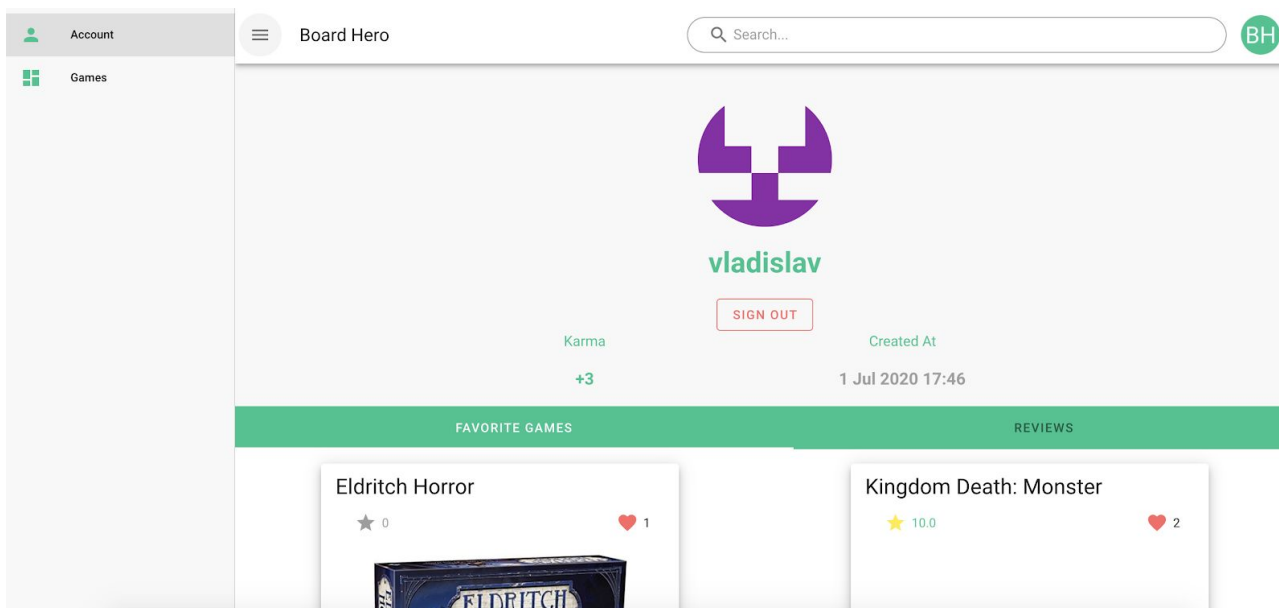 Account
Games
Board Hero
Search...
BH
vladislav
SIGN OUT
Karma
Created At
+3
1 Jul 2020 17:46
FAVORITE GAMES
REVIEWS
Eldritch Horror
0
1
ELDRITCH
Kingdom Death: Monster
10.0
2